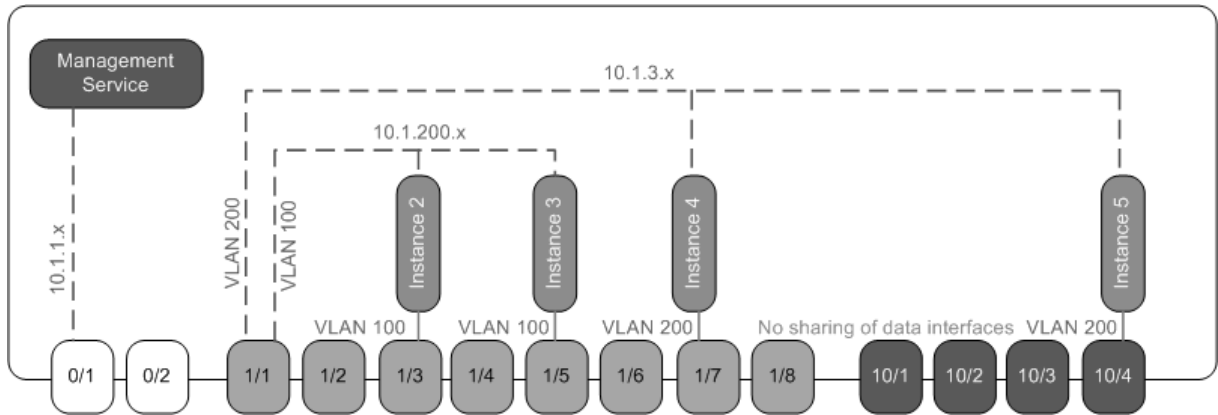 Management
Service
10.1.3.x
10.1.200.x
10.1.1.x
VLAN 200
VLAN 100
Instance 2
Instance 3
Instance 4
Instance 5
VLAN 100
VLAN 100
VLAN 200
No sharing of data interfaces
VLAN 200
0/1
0/2
1/1
1/2
1/3
1/4
1/5
1/6
1/7
1/8
10/1
10/2
10/3
10/4